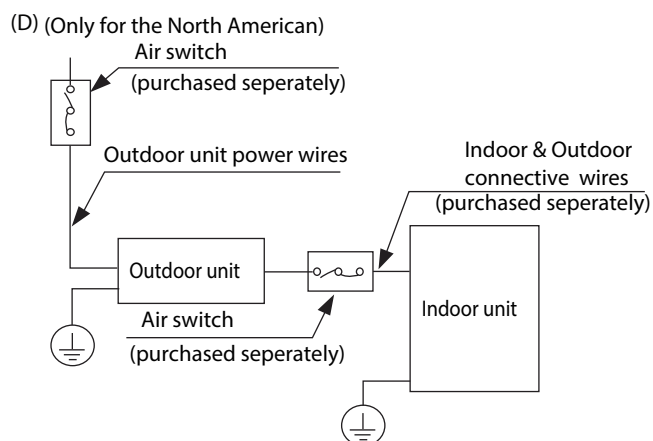 (D) (Only for the North American)
Air switch
(purchased seperately)
Outdoor unit power wires
Indoor & Outdoor
connective wires
(purchased seperately)
Outdoor unit
Indoor unit
Air switch
(purchased seperately)